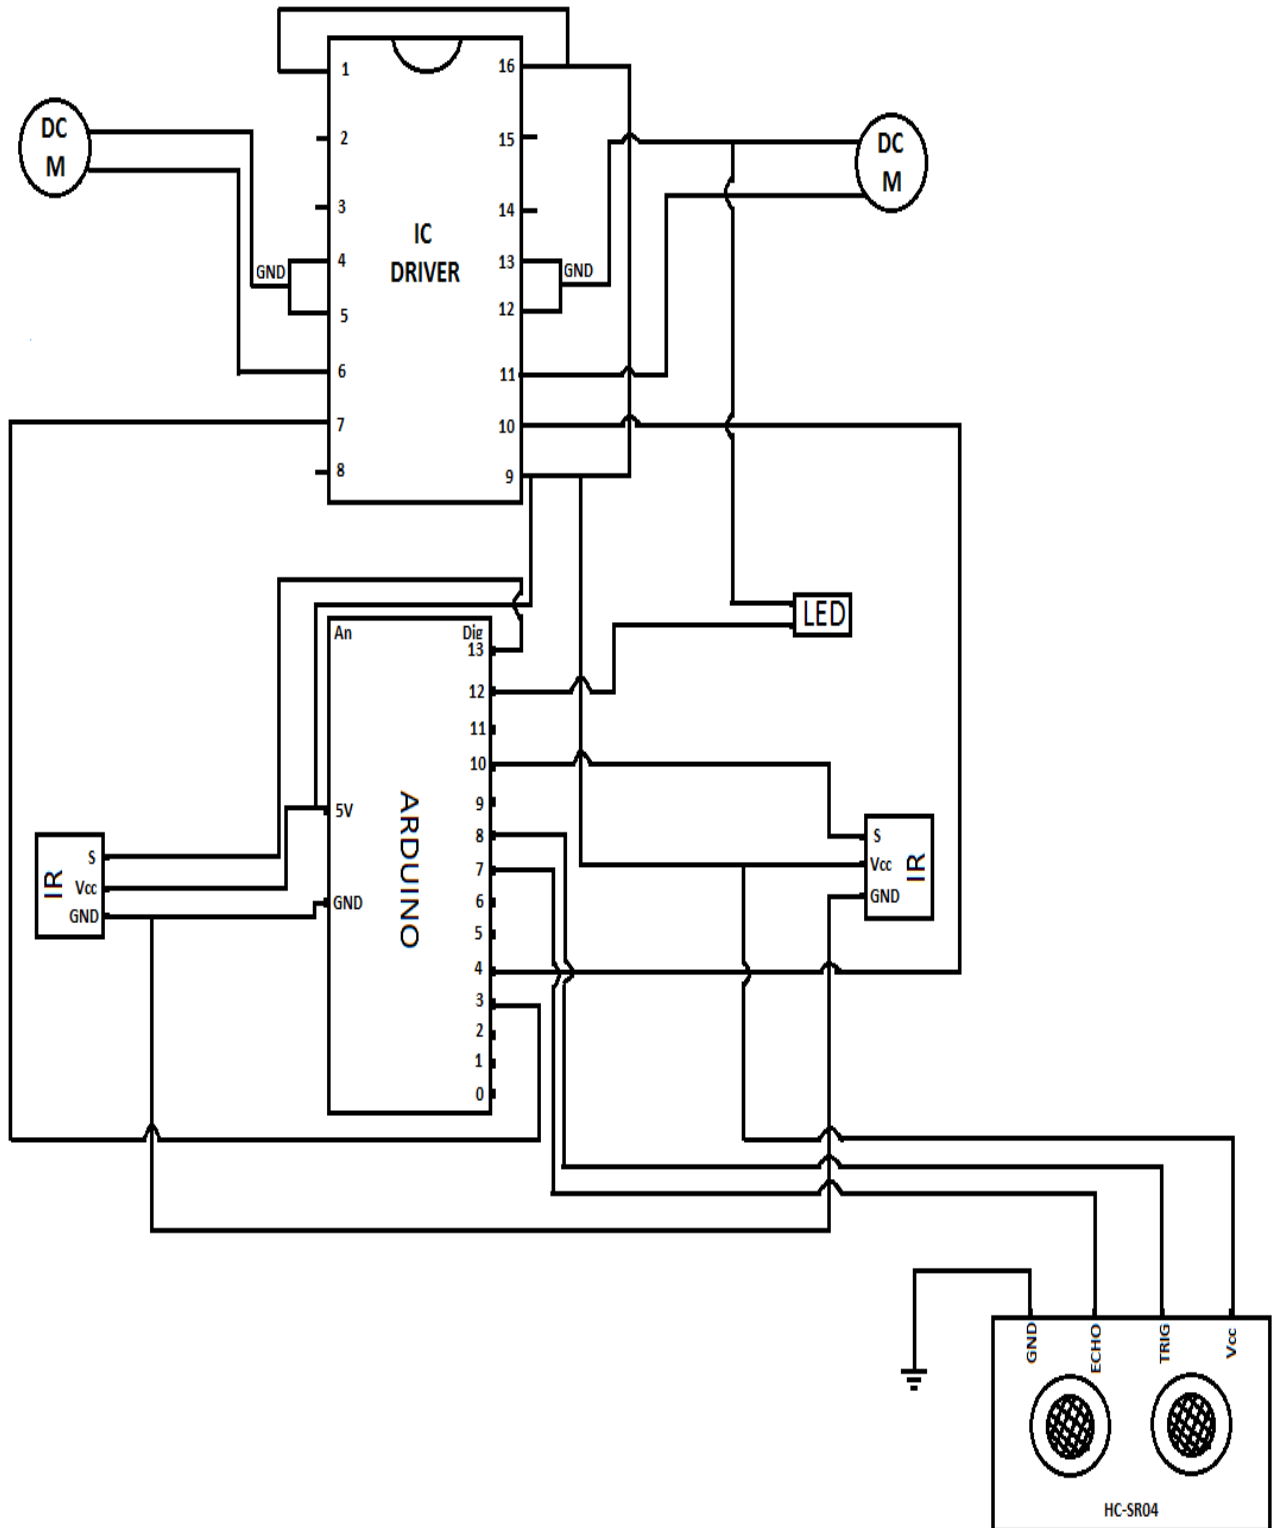 1
16
DC
M
2
15
DC
M
3
14
IC
DRIVER
4
GND
13
GND
5
12
6
11
7
10
8
9
LED
An
Dig
13
12
11
10
9
8
7
6
5
4
3
2
1
0
5V
GND
ARDUINO
IR
S
Vcc
GND
S
Vcc
GND
IR
GND
ECHO
TRIG
Vcc
HC-SR04